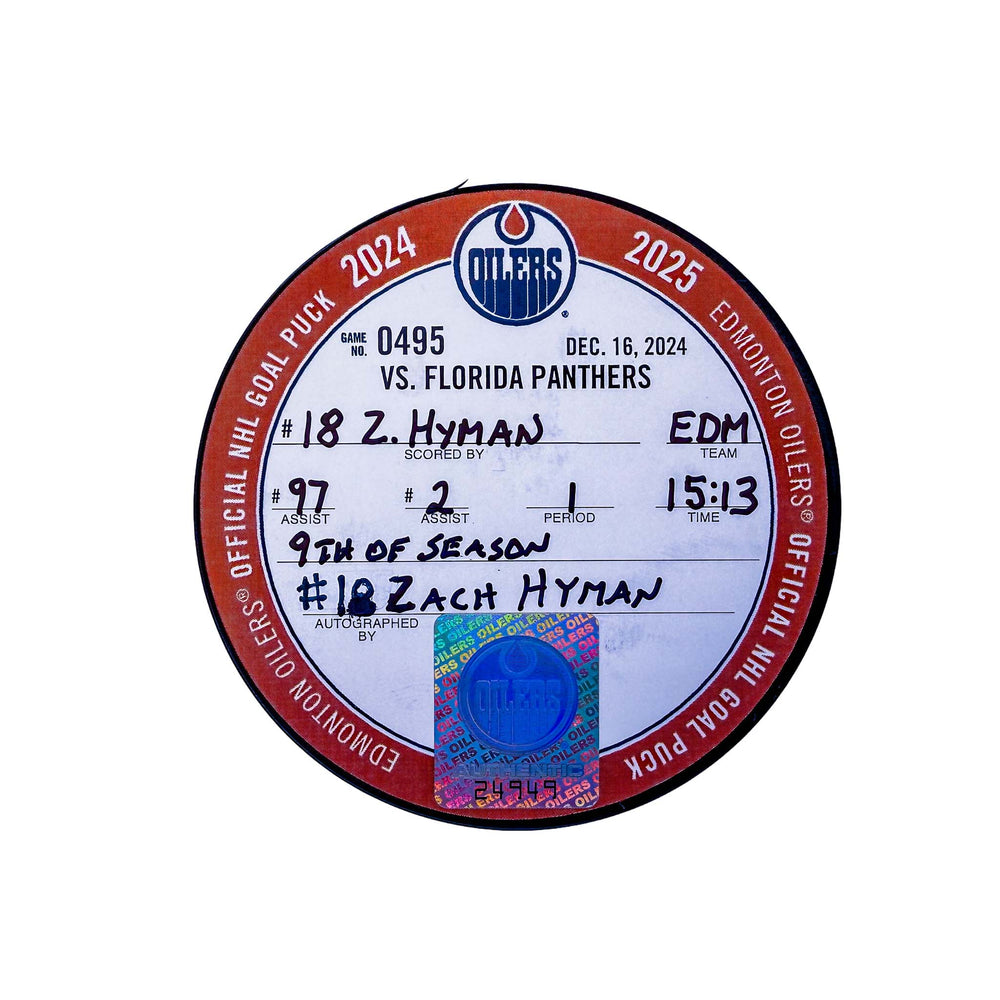 2024 2025
OILERS®
GAME NO. 0495 DEC. 16, 2024
VS. FLORIDA PANTHERS
#18 Z. HYMAN EDM
SCORED BY TEAM
#97 #2 1 15:13
ASSIST ASSIST PERIOD TIME
9TH OF SEASON
#18 ZACH HYMAN
AUTOGRAPHED
BY
OILERS
AUTHENTIC
24949
EDMONTON OILERS® OFFICIAL NHL GOAL PUCK
EDMONTON OILERS® OFFICIAL NHL GOAL PUCK